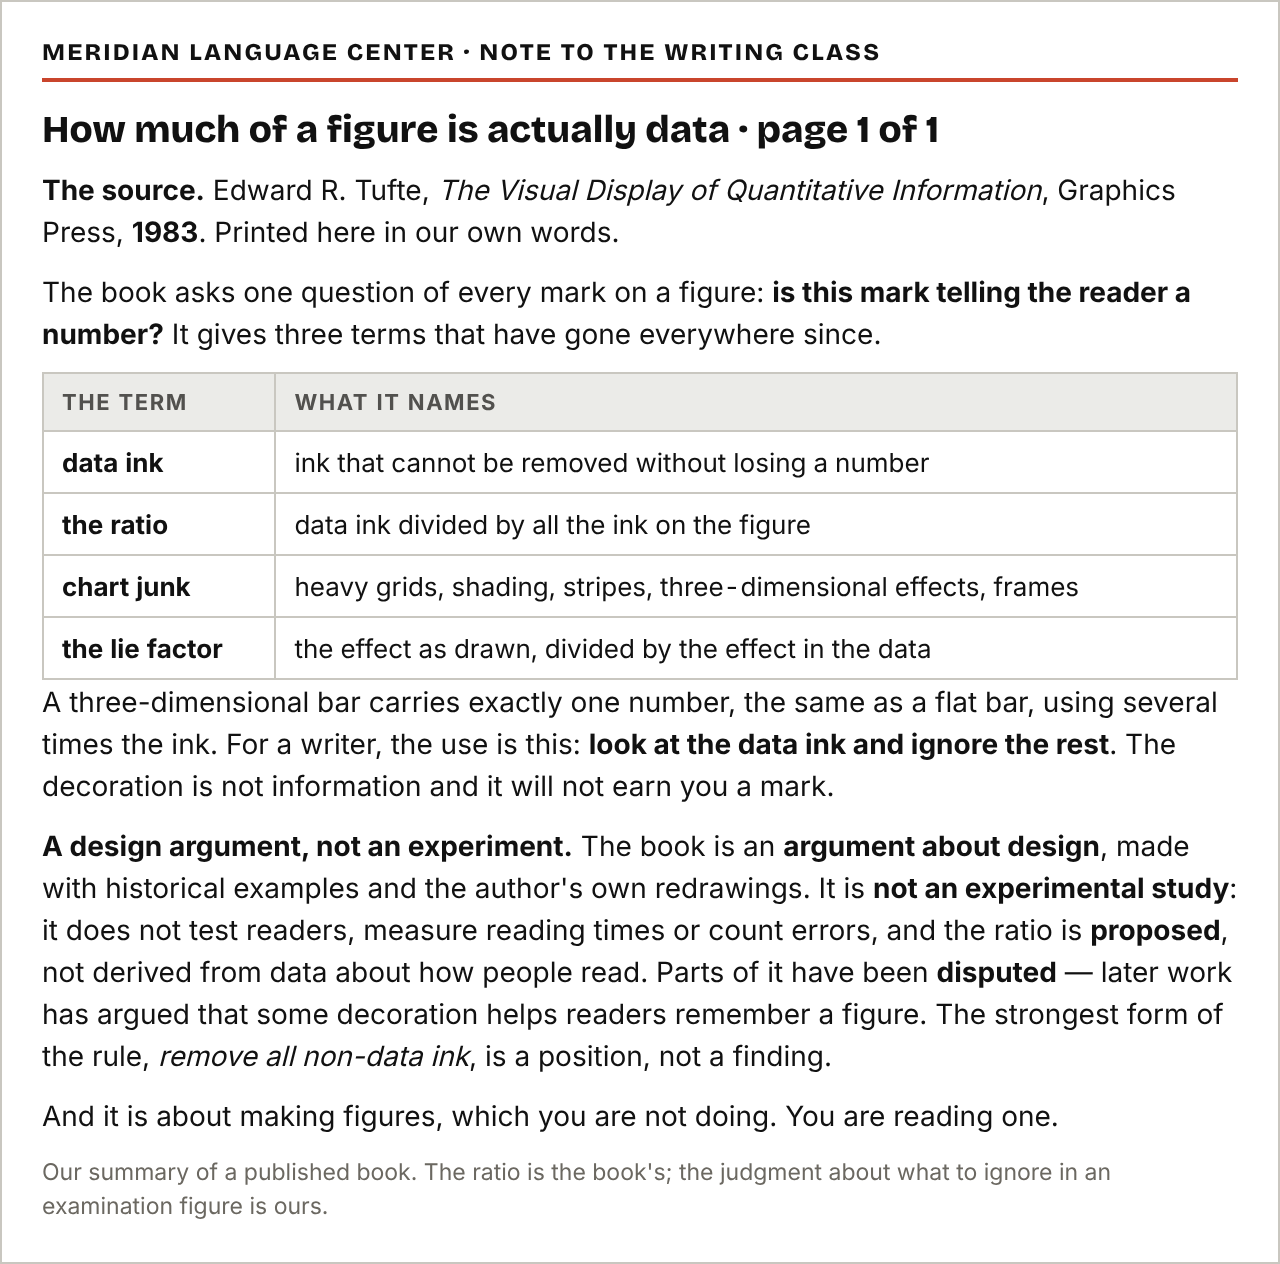 MERIDIAN LANGUAGE CENTER · NOTE TO THE WRITING CLASS
How much of a figure is actually data · page 1 of 1
The source. Edward R. Tufte, The Visual Display of Quantitative Information, Graphics
Press, 1983. Printed here in our own words.
The book asks one question of every mark on a figure: is this mark telling the reader a
number? It gives three terms that have gone everywhere since.
THE TERM WHAT IT NAMES
data ink ink that cannot be removed without losing a number
the ratio data ink divided by all the ink on the figure
chart junk heavy grids, shading, stripes, three-dimensional effects, frames
the lie factor the effect as drawn, divided by the effect in the data
A three-dimensional bar carries exactly one number, the same as a flat bar, using several
times the ink. For a writer, the use is this: look at the data ink and ignore the rest. The
decoration is not information and it will not earn you a mark.
A design argument, not an experiment. The book is an argument about design, made
with historical examples and the author's own redrawings. It is not an experimental study:
it does not test readers, measure reading times or count errors, and the ratio is proposed,
not derived from data about how people read. Parts of it have been disputed — later work
has argued that some decoration helps readers remember a figure. The strongest form of
the rule, remove all non-data ink, is a position, not a finding.
And it is about making figures, which you are not doing. You are reading one.
Our summary of a published book. The ratio is the book's; the judgment about what to ignore in an
examination figure is ours.